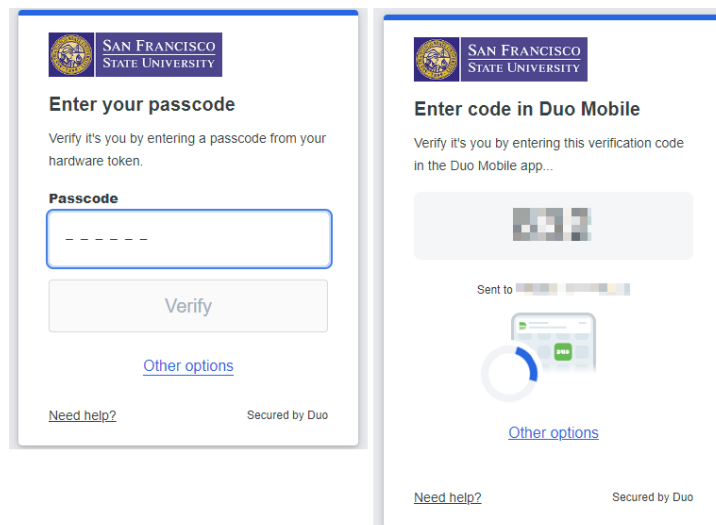 SAN FRANCISCO
STATE UNIVERSITY
Enter your passcode
Verify it's you by entering a passcode from your
hardware token.
Passcode
_ _ _ _ _ _
Verify
Other options
Need help?
Secured by Duo
SAN FRANCISCO
STATE UNIVERSITY
Enter code in Duo Mobile
Verify it's you by entering this verification code
in the Duo Mobile app...
Sent to
DUO
Other options
Need help?
Secured by Duo